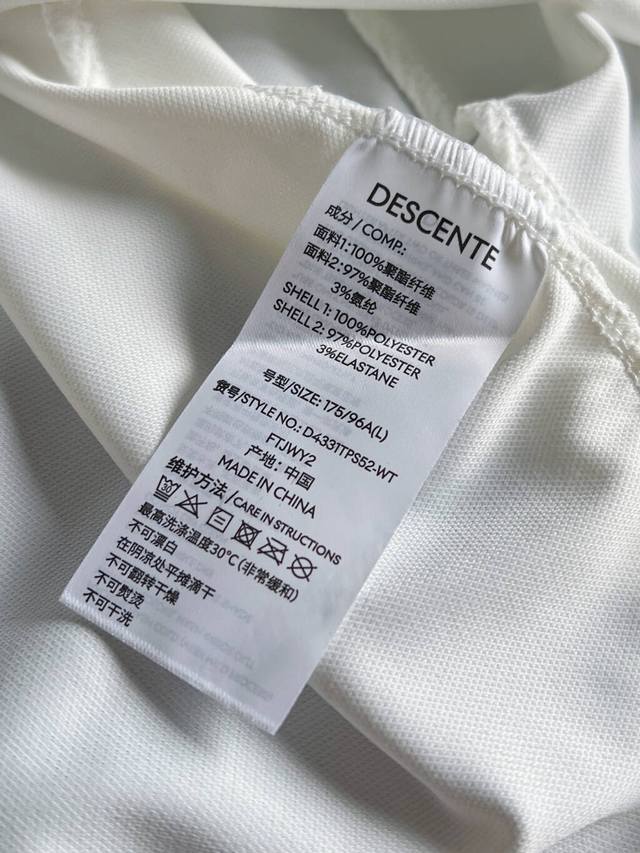 DESCENTE
成分/COMP.:
面料1:100%聚酯纤维
面料2:97%聚酯纤维
3%氨纶
SHELL 1: 100%POLYESTER
SHELL 2: 97%POLYESTER
3%ELASTANE
号型/SIZE: 175/96A(L)
货号/STYLE NO.: D4331TPS52-WT
FTJWY2
产地: 中国
MADE IN CHINA
维护方法 / CARE IN STRUCTIONS
30
最高洗涤温度30℃(非常缓和)
不可漂白
在阴凉处平摊滴干
不可翻转干燥
不可熨烫
不可干洗